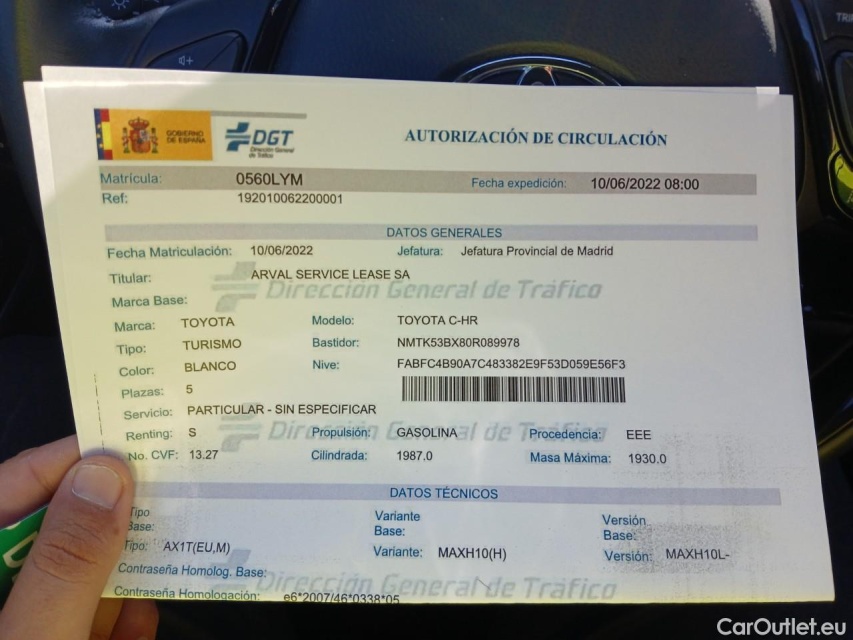 GOBIERNO
DE ESPAÑA
DGT
Dirección General
de Tráfico
AUTORIZACIÓN DE CIRCULACIÓN
Matrícula: 0560LYM Fecha expedición: 10/06/2022 08:00
Ref: 192010062200001
DATOS GENERALES
Fecha Matriculación: 10/06/2022 Jefatura: Jefatura Provincial de Madrid
Titular: ARVAL SERVICE LEASE SA
Dirección General de Tráfico
Marca Base:
Marca: TOYOTA Modelo: TOYOTA C-HR
Tipo: TURISMO Bastidor: NMTK53BX80R089978
Color: BLANCO Nive: FABFC4B90A7C483382E9F53D059E56F3
Plazas: 5
Servicio: PARTICULAR - SIN ESPECIFICAR
Dirección General de Tráfico
Renting: S Propulsión: GASOLINA Procedencia: EEE
No. CVF: 13.27 Cilindrada: 1987.0 Masa Máxima: 1930.0
DATOS TÉCNICOS
Tipo Variante Versión
Base: Base: Base:
Tipo: AX1T(EU,M) Variante: MAXH10(H) Versión: MAXH10L-
Contraseña Homolog. Base:
Dirección General de Tráfico
Contraseña Homologación: e6*2007/46*0338*05
CarOutlet.eu